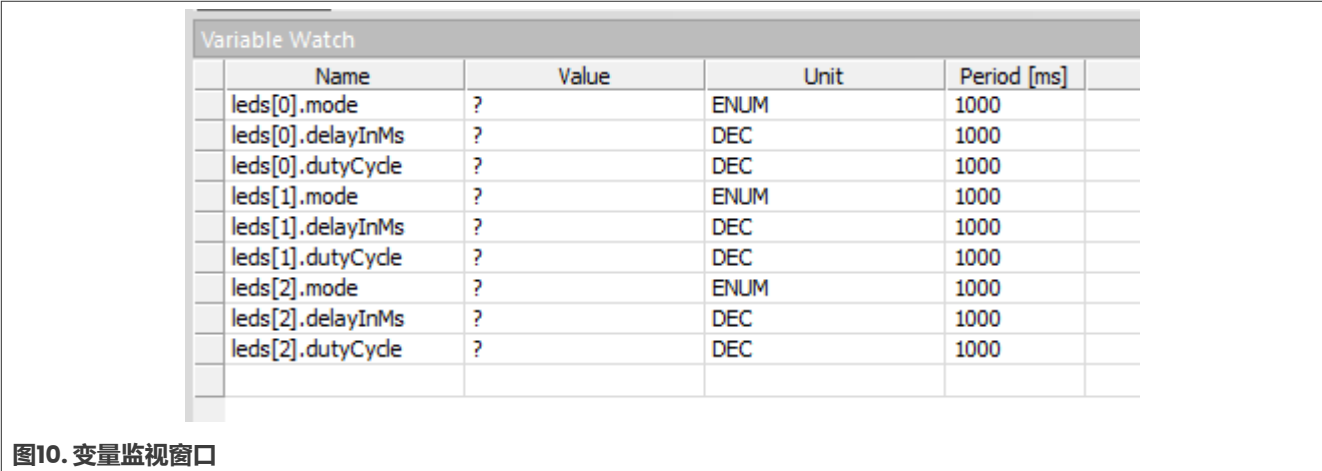 Variable Watch
Name Value Unit Period [ms]
leds[0].mode ? ENUM 1000
leds[0].delayInMs ? DEC 1000
leds[0].dutyCycle ? DEC 1000
leds[1].mode ? ENUM 1000
leds[1].delayInMs ? DEC 1000
leds[1].dutyCycle ? DEC 1000
leds[2].mode ? ENUM 1000
leds[2].delayInMs ? DEC 1000
leds[2].dutyCycle ? DEC 1000
图10. 变量监视窗口